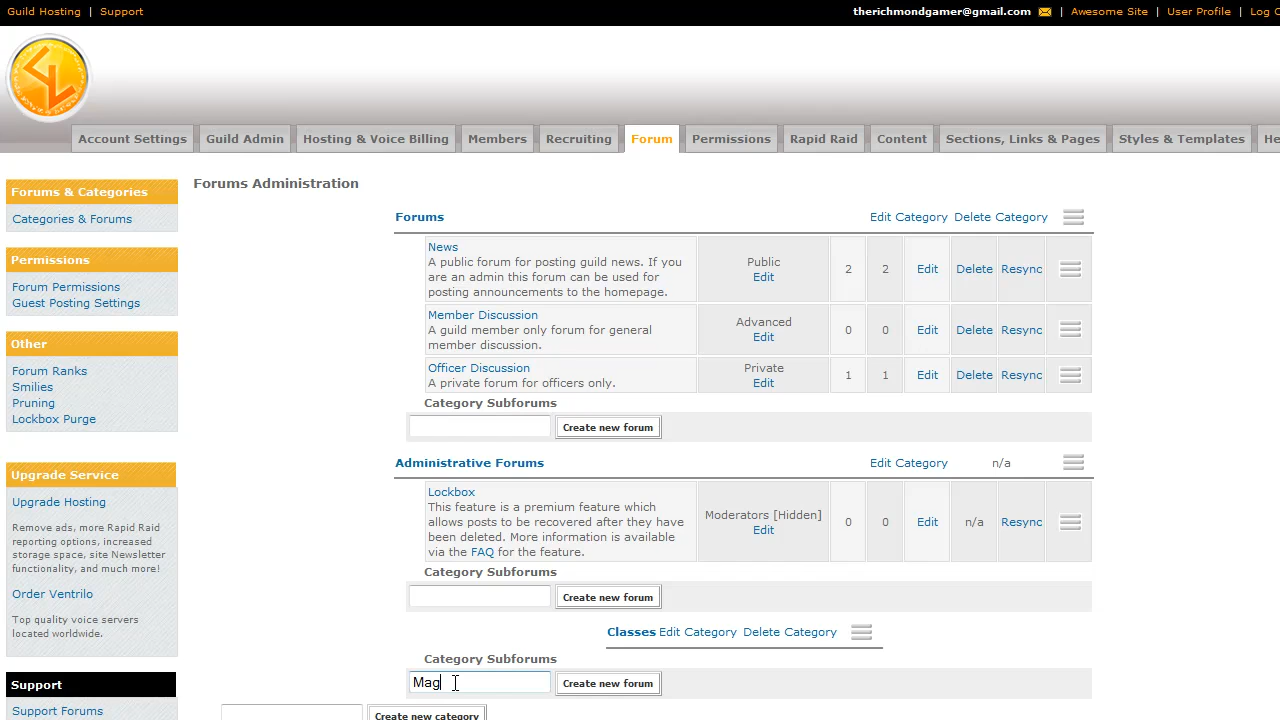 Guild Hosting | Support
therichmondgamer@gmail.com | Awesome Site | User Profile | Log
Account Settings
Guild Admin
Hosting & Voice Billing
Members
Recruiting
Forum
Permissions
Rapid Raid
Content
Sections, Links & Pages
Styles & Templates
Forums & Categories
Categories & Forums
Permissions
Forum Permissions
Guest Posting Settings
Other
Forum Ranks
Smilies
Pruning
Lockbox Purge
Upgrade Service
Upgrade Hosting
Remove ads, more Rapid Raid
reporting options, increased
storage space, site Newsletter
functionality, and much more!
Order Ventrilo
Top quality voice servers
located worldwide.
Support
Support Forums
Forums Administration
Forums Edit Category Delete Category
News
A public forum for posting guild news. If you
are an admin this forum can be used for
posting announcements to the homepage.
Public
Edit
2 2 Edit Delete Resync
Member Discussion
A guild member only forum for general
member discussion.
Advanced
Edit
0 0 Edit Delete Resync
Officer Discussion
A private forum for officers only.
Private
Edit
1 1 Edit Delete Resync
Category Subforums
Create new forum
Administrative Forums Edit Category n/a
Lockbox
This feature is a premium feature which
allows posts to be recovered after they have
been deleted. More information is available
via the FAQ for the feature.
Moderators [Hidden]
Edit
0 0 Edit n/a Resync
Category Subforums
Create new forum
Classes Edit Category Delete Category
Category Subforums
Mag Create new forum
Create new category